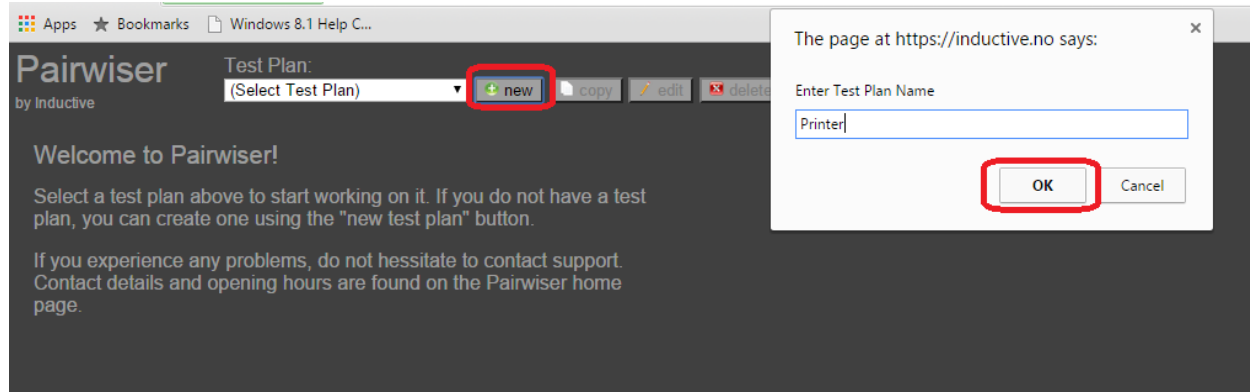 Apps Bookmarks Windows 8.1 Help C...
Pairwiser
by Inductive
Test Plan:
(Select Test Plan) new copy edit delete
Welcome to Pairwiser!
Select a test plan above to start working on it. If you do not have a test
plan, you can create one using the "new test plan" button.
If you experience any problems, do not hessitate to contact support.
Contact details and opening hours are found on the Pairwiser home
page.
The page at https://inductive.no says:
Enter Test Plan Name
Printer
OK Cancel